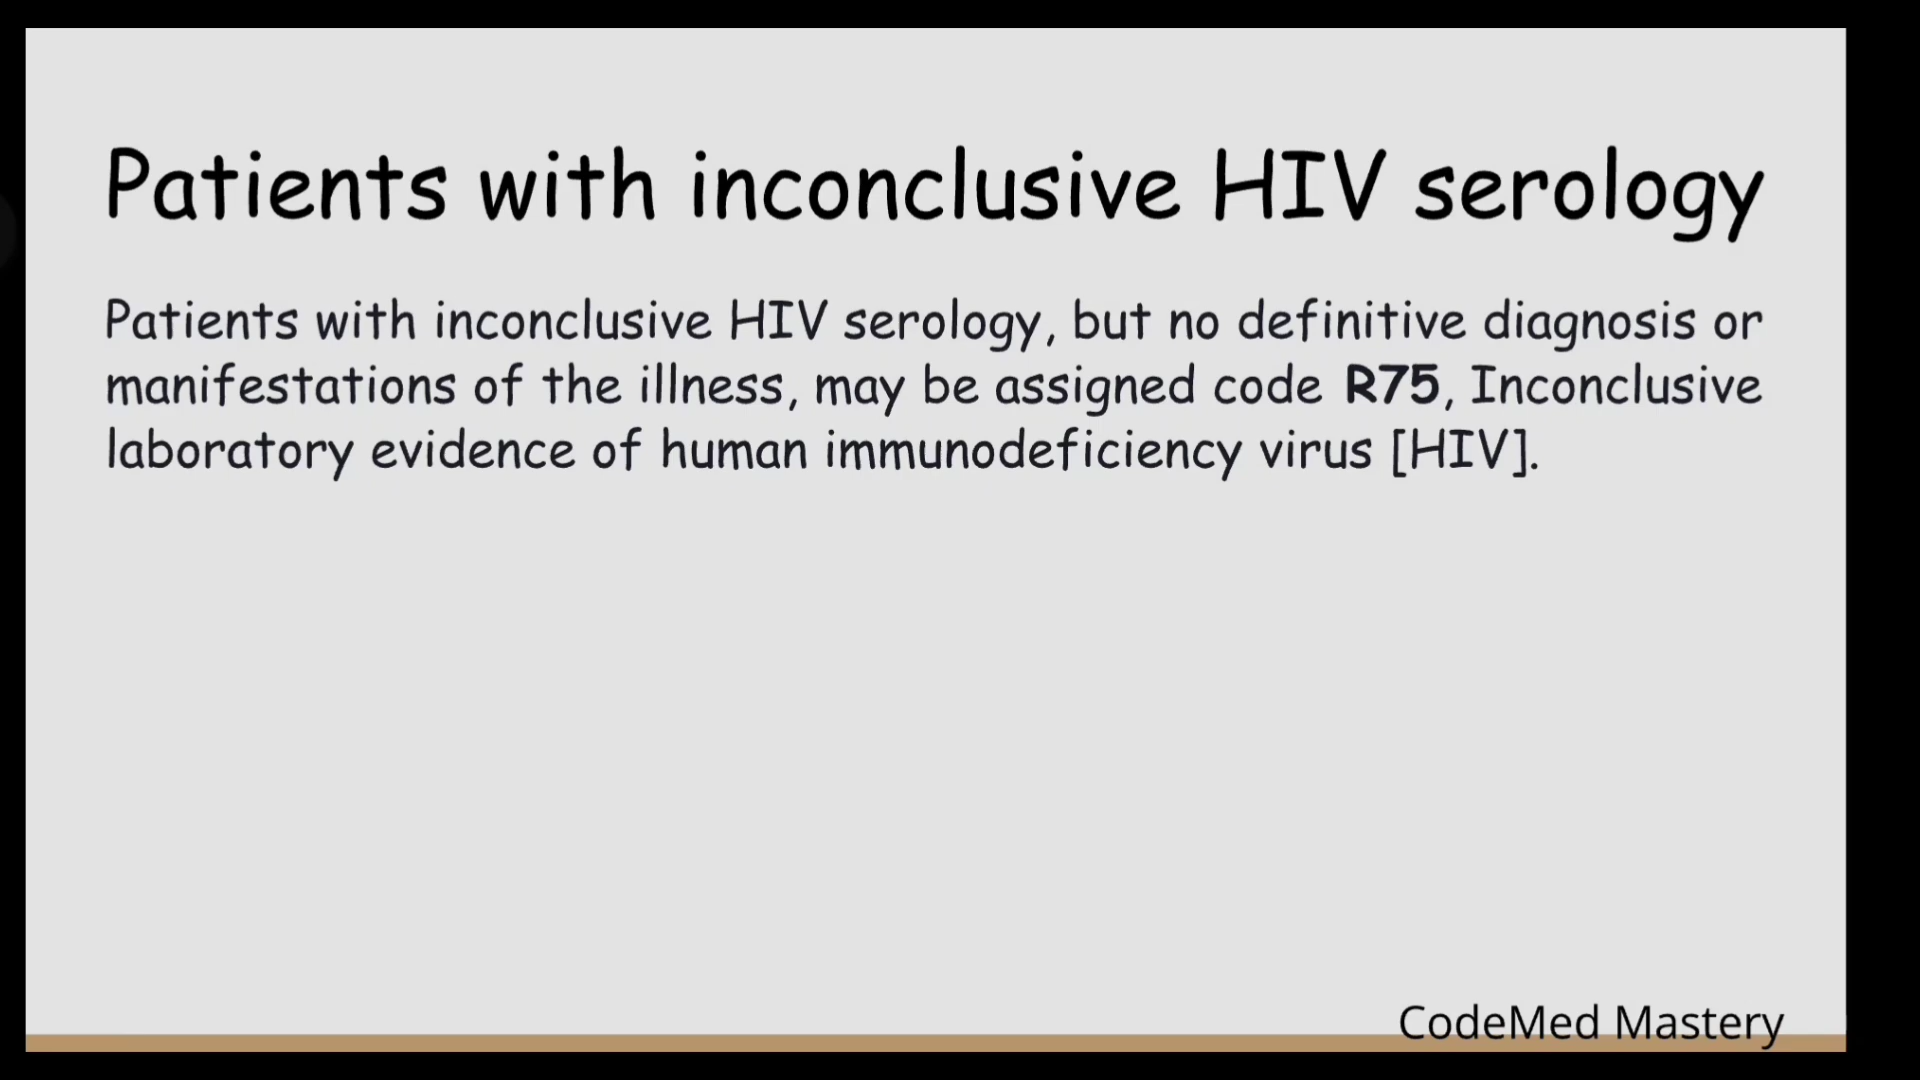 Patients with inconclusive HIV serology
Patients with inconclusive HIV serology, but no definitive diagnosis or
manifestations of the illness, may be assigned code R75, Inconclusive
laboratory evidence of human immunodeficiency virus [HIV].
CodeMed Mastery